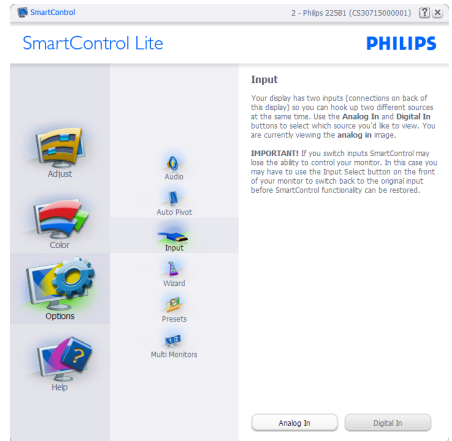 SmartControl
2 - Philips 225B1 (CS30715000001)
SmartControl Lite
PHILIPS
Adjust
Color
Options
Help
Audio
Auto Pivot
Input
Wizard
Presets
Multi Monitors
Input
Your display has two inputs (connections on back of
this display) so you can hook up two different sources
at the same time. Use the Analog In and Digital In
buttons to select which source you'd like to view. You
are currently viewing the analog in image.
IMPORTANT! If you switch inputs SmartControl may
lose the ability to control your monitor. In this case you
may have to use the Input Select button on the front
of your monitor to switch back to the original input
before SmartControl functionality can be restored.
Analog In
Digital In